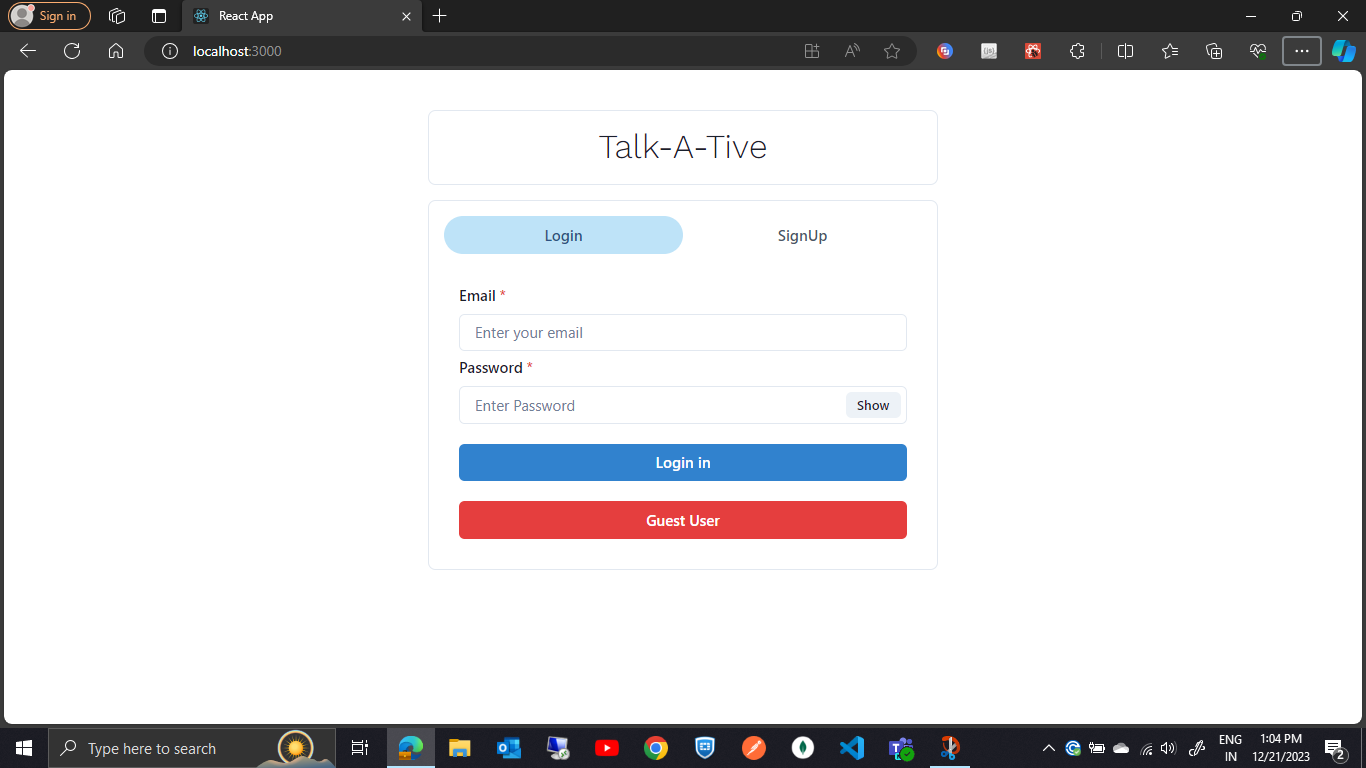 Sign in
React App
localhost:3000
Talk-A-Tive
Login SignUp
Email *
Enter your email
Password *
Enter Password Show
Login in
Guest User
Type here to search
ENG
IN
1:04 PM
12/21/2023
2